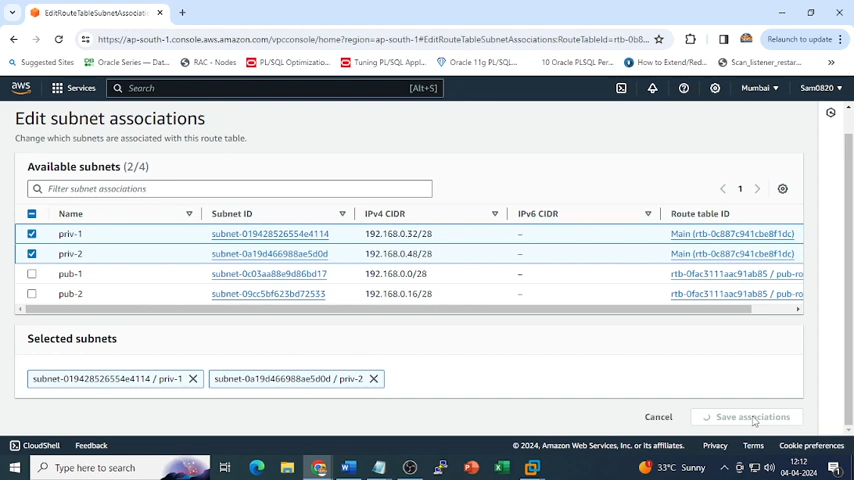 EditRouteTableSubnetAssociatio
https://ap-south-1.console.aws.amazon.com/vpcconsole/home?region=ap-south-1#EditRouteTableSubnetAssociations:RouteTableId=rtb-0b8...
Relaunch to update
Suggested Sites
Oracle Series – Data...
RAC - Nodes
PL/SQL Optimizatio...
Tuning PL/SQL Appl...
Oracle 11g PL/SQL...
10 Oracle PLSQL Per...
How to Extend/Red...
Scan_listener_restar...
aws
Services
Search
[Alt+S]
Mumbai
Sam0820
Edit subnet associations
Change which subnets are associated with this route table.
Available subnets (2/4)
Filter subnet associations
1
Name
Subnet ID
IPv4 CIDR
IPv6 CIDR
Route table ID
priv-1
subnet-019428526554e4114
192.168.0.32/28
–
Main (rtb-0c887c941cbe8f1dc)
priv-2
subnet-0a19d466988ae5d0d
192.168.0.48/28
–
Main (rtb-0c887c941cbe8f1dc)
pub-1
subnet-0c03aa88e9d86bd17
192.168.0.0/28
–
rtb-0fac3111aac91ab85 / pub-ro
pub-2
subnet-09cc5bf623bd72533
192.168.0.16/28
–
rtb-0fac3111aac91ab85 / pub-ro
Selected subnets
subnet-019428526554e4114 / priv-1
subnet-0a19d466988ae5d0d / priv-2
Cancel
Save associations
CloudShell
Feedback
© 2024, Amazon Web Services, Inc. or its affiliates.
Privacy
Terms
Cookie preferences
Type here to search
33°C Sunny
12:12
04-04-2024